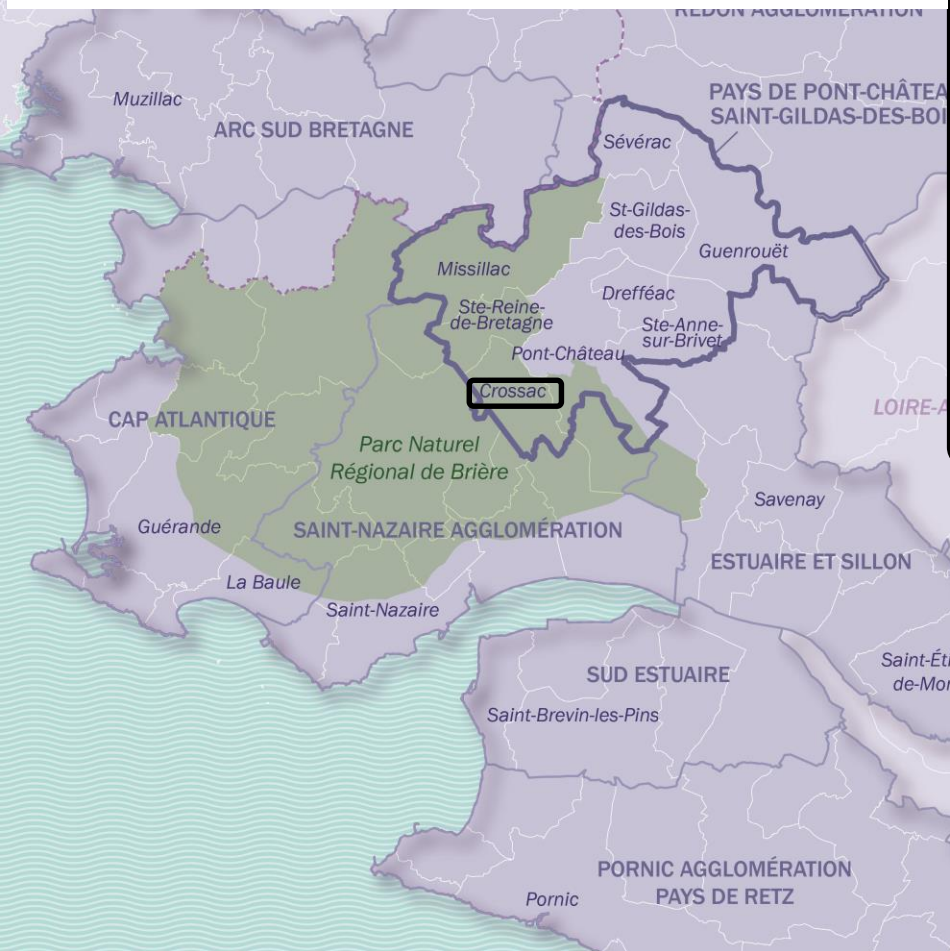 REDON AGGLOMÉRATION
Muzillac
PAYS DE PONT-CHÂTEA
SAINT-GILDAS-DES-BOI
ARC SUD BRETAGNE
Sévérac
St-Gildas-
des-Bois
Guenrouët
Missillac
Drefféac
Ste-Reine-
de-Bretagne
Ste-Anne-
sur-Brivet
Pont-Château
Crossac
LOIRE-A
CAP ATLANTIQUE
Parc Naturel
Régional de Brière
Savenay
Guérande
SAINT-NAZAIRE AGGLOMÉRATION
ESTUAIRE ET SILLON
La Baule
Saint-Nazaire
Saint-Éti
de-Mon
SUD ESTUAIRE
Saint-Brevin-les-Pins
PORNIC AGGLOMÉRATION
PAYS DE RETZ
Pornic